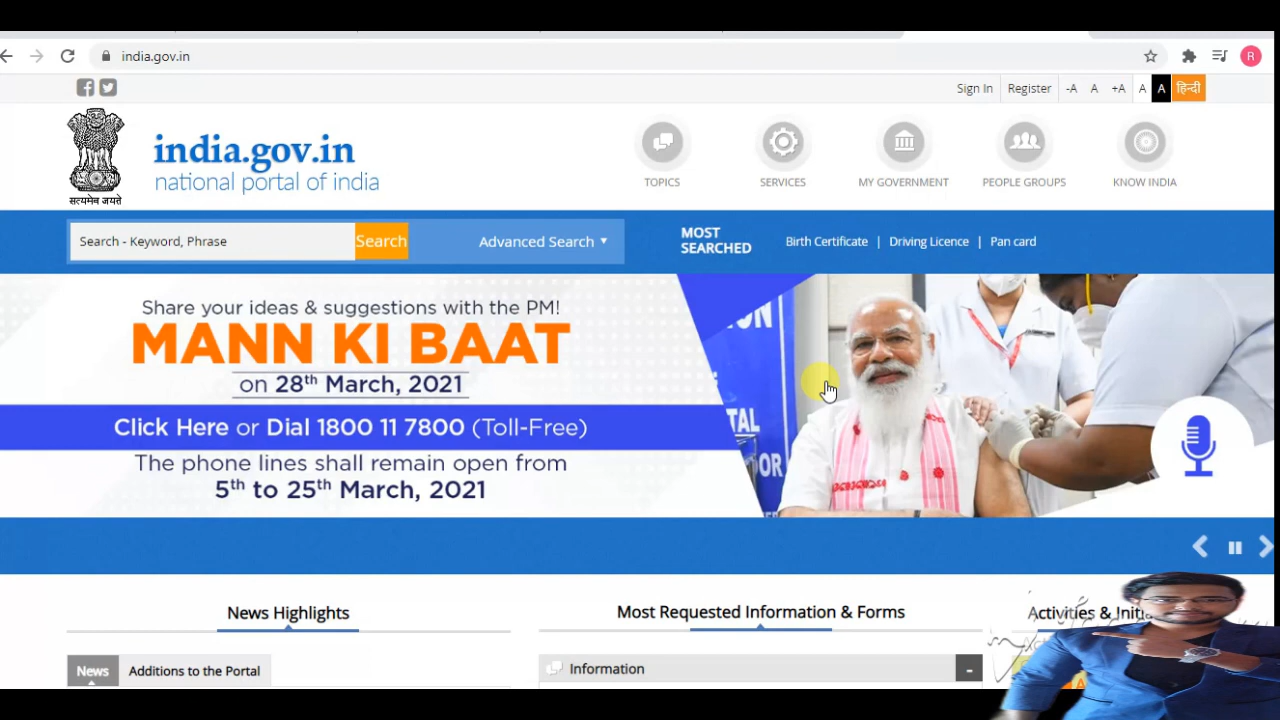 india.gov.in
Sign In
Register
-A
A
+A
A
A
हिन्दी
सत्यमेव जयते
india.gov.in
national portal of india
TOPICS
SERVICES
MY GOVERNMENT
PEOPLE GROUPS
KNOW INDIA
Search - Keyword, Phrase
Search
Advanced Search
MOST
SEARCHED
Birth Certificate | Driving Licence | Pan card
Share your ideas & suggestions with the PM!
MANN KI BAAT
on 28th March, 2021
Click Here or Dial 1800 11 7800 (Toll-Free)
The phone lines shall remain open from
5th to 25th March, 2021
R
News Highlights
Most Requested Information & Forms
Activities &
News
Additions to the Portal
Information